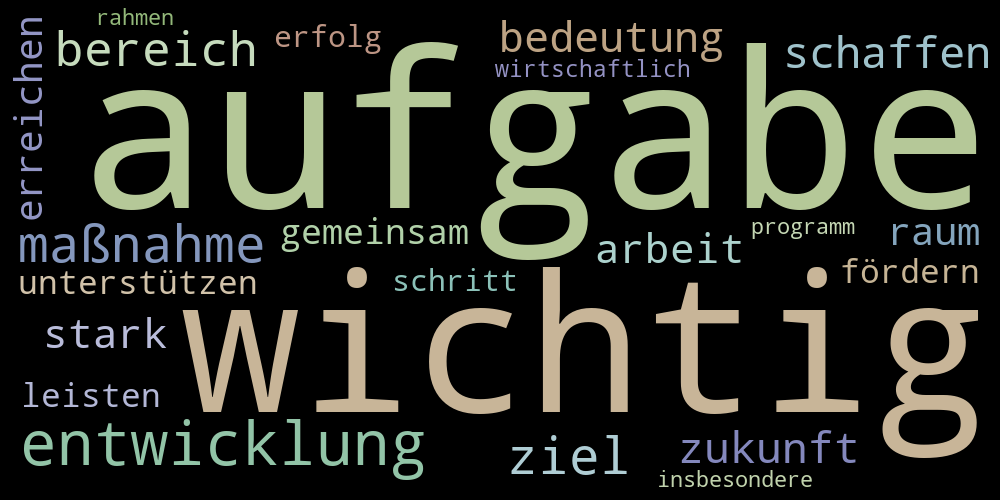 rahmen
erreichen
bereich
erfolg
bedeutung
wirtschaftlich
schaffen
aufgabe
maßnahme
gemeinsam
arbeit
programm
raum
unterstützen
schritt
fördern
wichtig
stark
leisten
entwicklung
ziel
zukunft
insbesondere